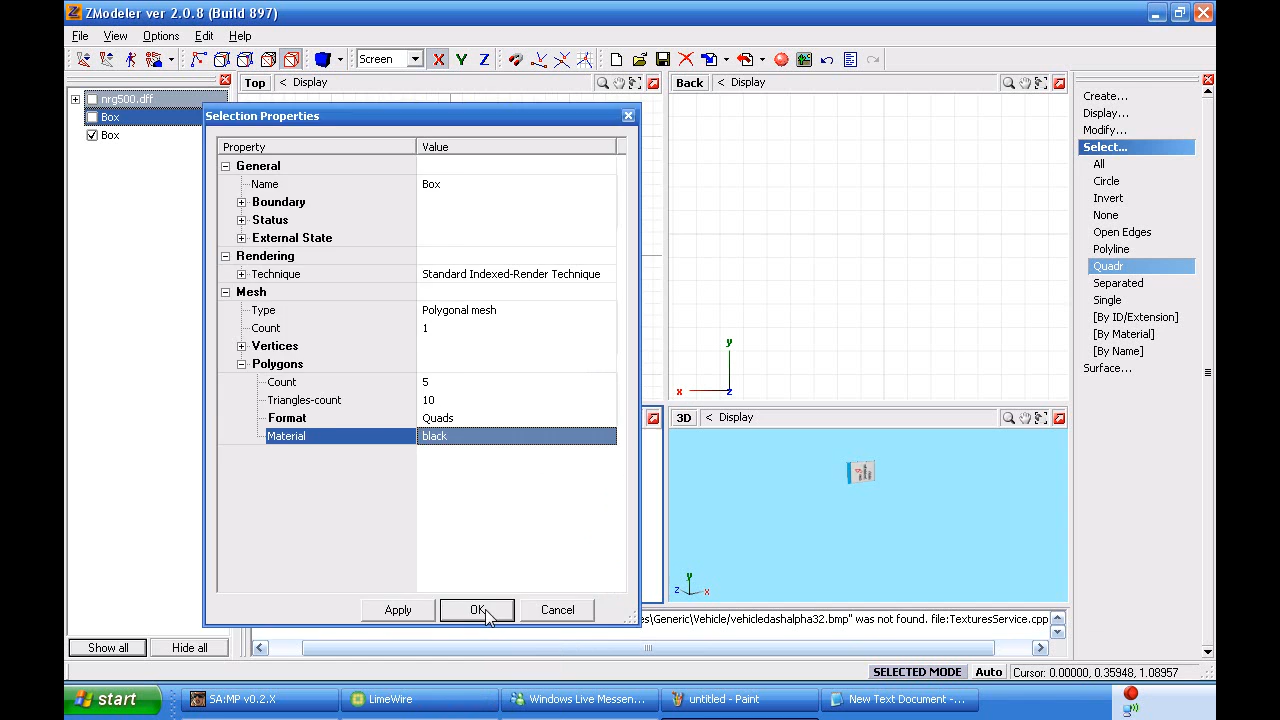 ZModeler ver 2.0.8 (Build 897)
File View Options Edit Help
Screen X Y Z
Top < Display
Back < Display
nrg500.dff
Box
Box
Selection Properties
Property Value
General
Name Box
Boundary
Status
External State
Rendering
Technique Standard Indexed-Render Technique
Mesh
Type Polygonal mesh
Count 1
Vertices
Polygons
Count 5
Triangles-count 10
Format Quads
Material black
Apply OK Cancel
y
x z
3D < Display
y
z x
Create...
Display...
Modify...
Select...
All
Circle
Invert
None
Open Edges
Polyline
Quadr
Separated
Single
[By ID/Extension]
[By Material]
[By Name]
Surface...
Show all Hide all
es\Generic\Vehicle/vehicledashalpha32.bmp" was not found. file:TexturesService.cpp
SELECTED MODE Auto Cursor: 0.00000, 0.35948, 1.08957
start SA:MP v0.2.X LimeWire Windows Live Messen... untitled - Paint New Text Document -...